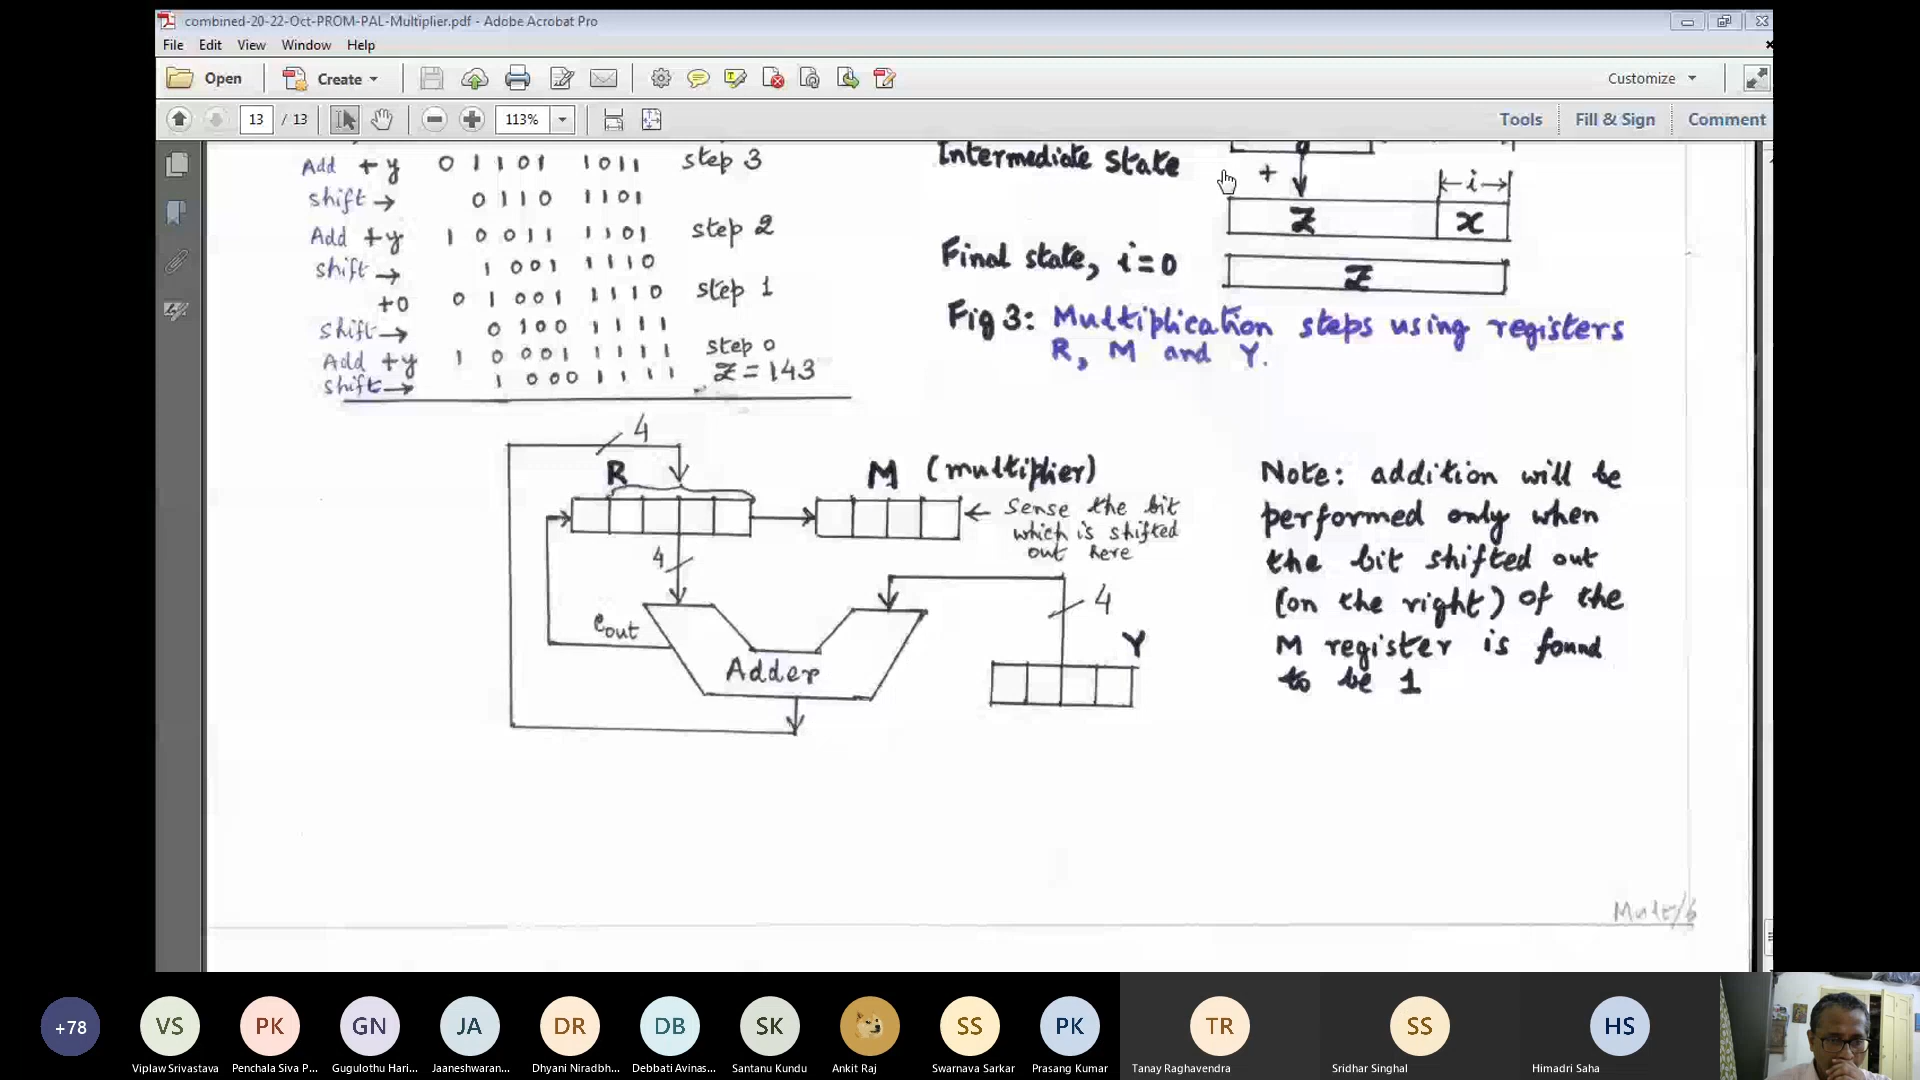 combined-20-22-Oct-PROM-PAL-Multiplier.pdf - Adobe Acrobat Pro
File Edit View Window Help
Open Create Customize
13 / 13 113% Tools Fill & Sign Comment
Add +y 0 1 1 0 1 1 0 1 1 step 3
shift → 0 1 1 0 1 1 0 1
Add +y 1 0 0 1 1 1 1 0 1 step 2
shift → 1 0 0 1 1 1 1 0
+0 0 1 0 0 1 1 1 1 0 step 1
shift → 0 1 0 0 1 1 1 1
Add +y 1 0 0 0 1 1 1 1 1 step 0
shift → 1 0 0 0 1 1 1 1 Z = 143
Intermediate state
+ ←i→
Z x
Final state, i=0
Z
Fig 3: Multiplication steps using registers
R, M and Y.
4
R M (multiplier)
← Sense the bit
which is shifted
out here
4
4
Cout
Y
Adder
Note: addition will be
performed only when
the bit shifted out
(on the right) of the
M register is found
to be 1
+78 VS PK GN JA DR DB SK SS PK TR SS HS
Viplaw Srivastava Penchala Siva P... Gugulothu Hari... Jaaneshwaran... Dhyani Niradbh... Debbati Avinas... Santanu Kundu Ankit Raj Swarnava Sarkar Prasang Kumar Tanay Raghavendra Sridhar Singhal Himadri Saha